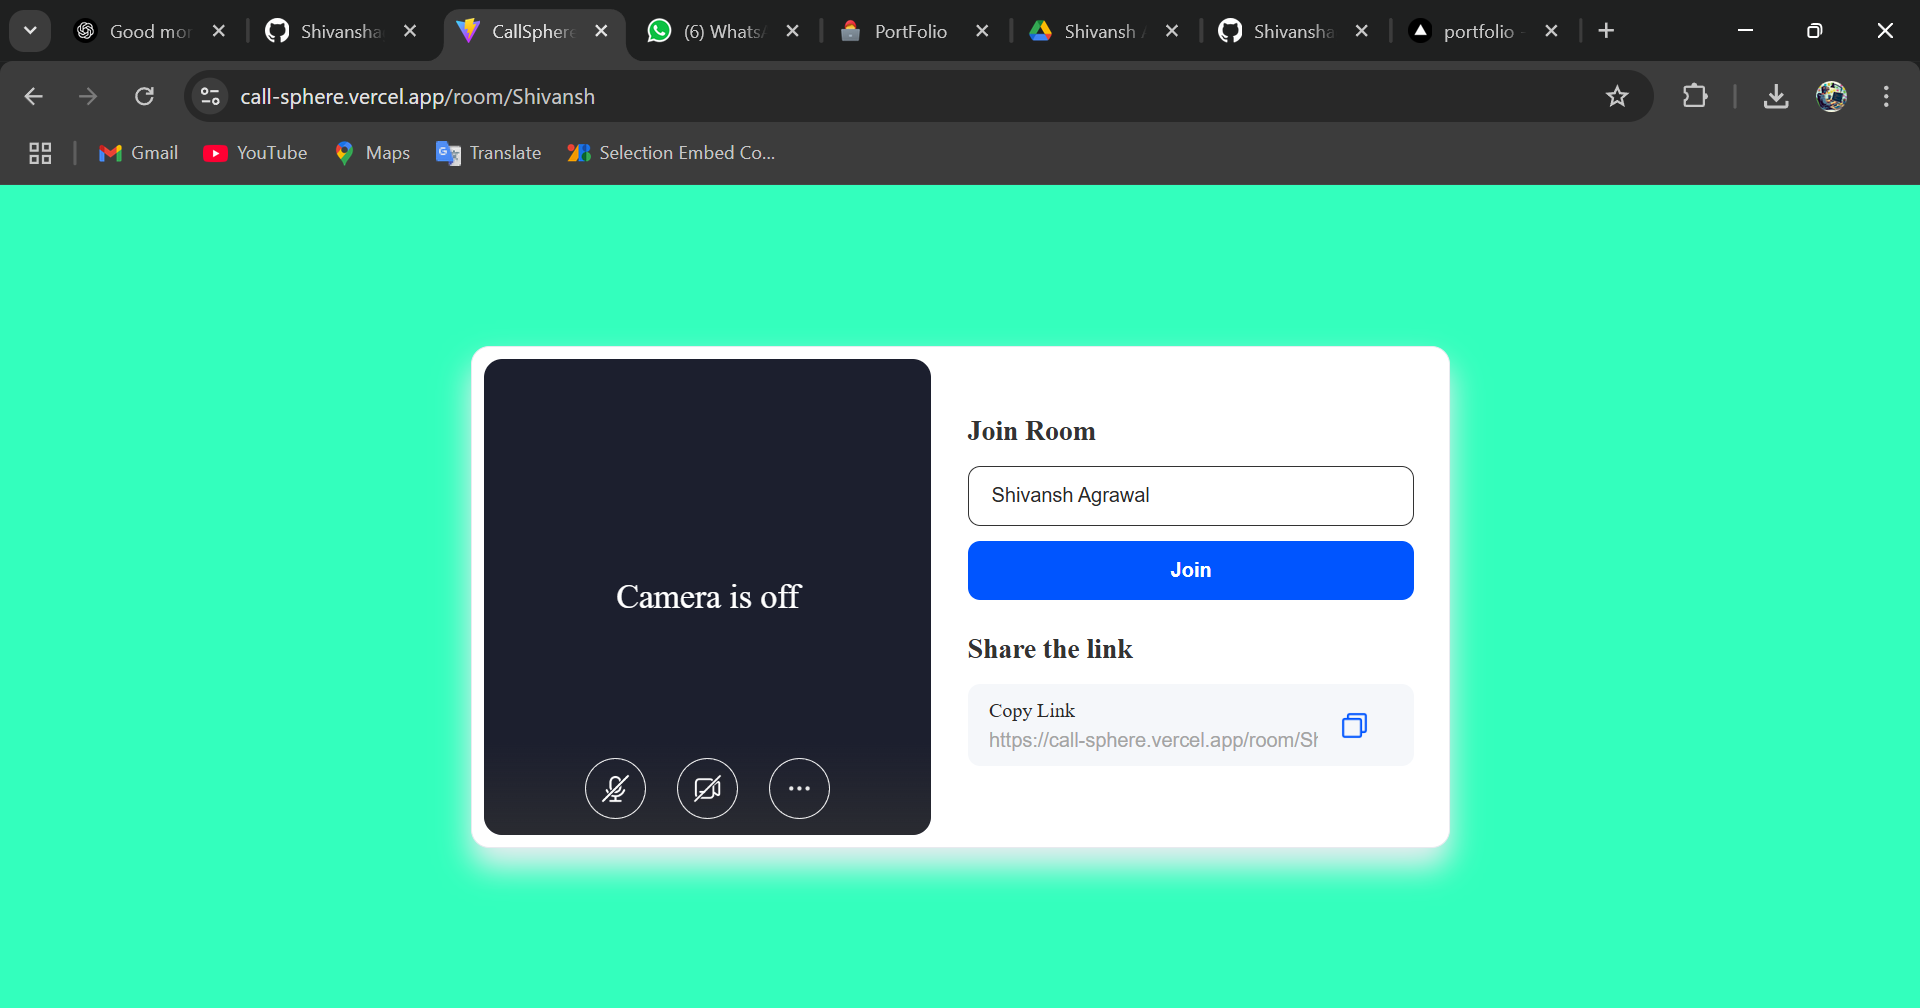 Good mor
Shivansha
CallSphere
(6) Whats
PortFolio
Shivansh
Shivansha
portfolio
call-sphere.vercel.app/room/Shivansh
Gmail
YouTube
Maps
Translate
Selection Embed Co...
Join Room
Shivansh Agrawal
Join
Camera is off
Share the link
Copy Link
https://call-sphere.vercel.app/room/Sh